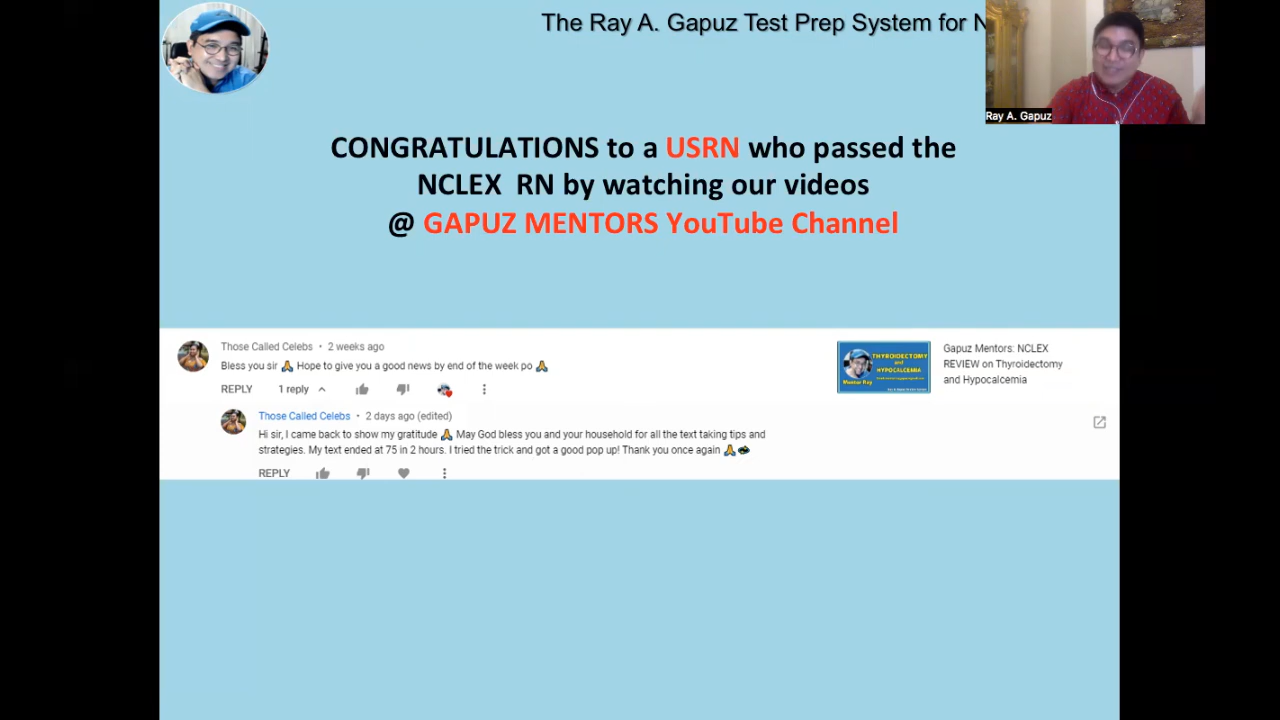 The Ray A. Gapuz Test Prep System for N
Ray A. Gapuz
CONGRATULATIONS to a USRN who passed the
NCLEX RN by watching our videos
@ GAPUZ MENTORS YouTube Channel
Those Called Celebs • 2 weeks ago
Bless you sir 🙏 Hope to give you a good news by end of the week po 🙏
REPLY 1 reply
THYROIDECTOMY
and
HYPOCALCEMIA
Mentor Ray
Gapuz Mentors: NCLEX
REVIEW on Thyroidectomy
and Hypocalcemia
Those Called Celebs • 2 days ago (edited)
Hi sir, I came back to show my gratitude 🙏 May God bless you and your household for all the text taking tips and
strategies. My text ended at 75 in 2 hours. I tried the trick and got a good pop up! Thank you once again 🙏
REPLY